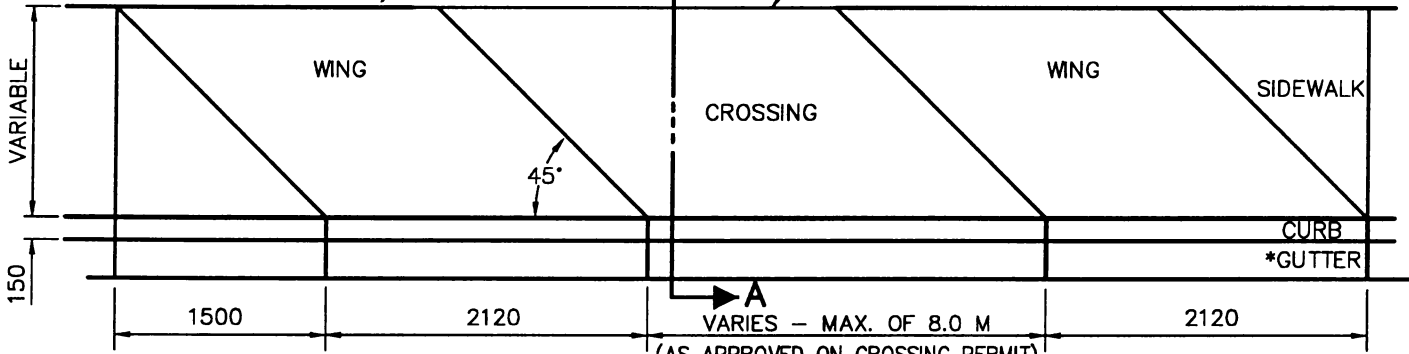 WING
WING
SIDEWALK
CROSSING
VARIABLE
45°
CURB
*GUTTER
150
A
1500
2120
VARIES – MAX. OF 8.0 M
2120
(AS APPROVED ON CROSSING PERMIT)